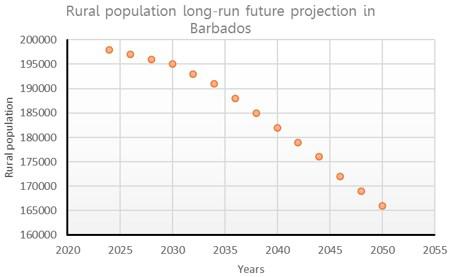 Rural population long-run future projection in
Barbados
200000
195000
190000
185000
180000
175000
170000
165000
160000
Rural population
2020 2025 2030 2035 2040 2045 2050 2055
Years